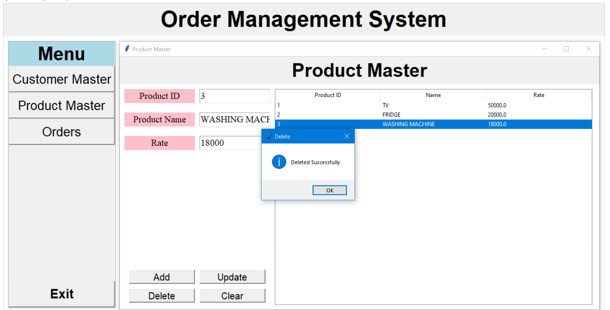 Order Management System
Menu
Customer Master
Product Master
Orders
Exit
Product Master
Product Master
Product ID 3
Product Name WASHING MACH
Rate 18000
Add Update
Delete Clear
Product ID Name Rate
1 TV 50000.0
2 FRIDGE 20000.0
3 WASHING MACHINE 18000.0
Delete
Deleted Successfully
OK